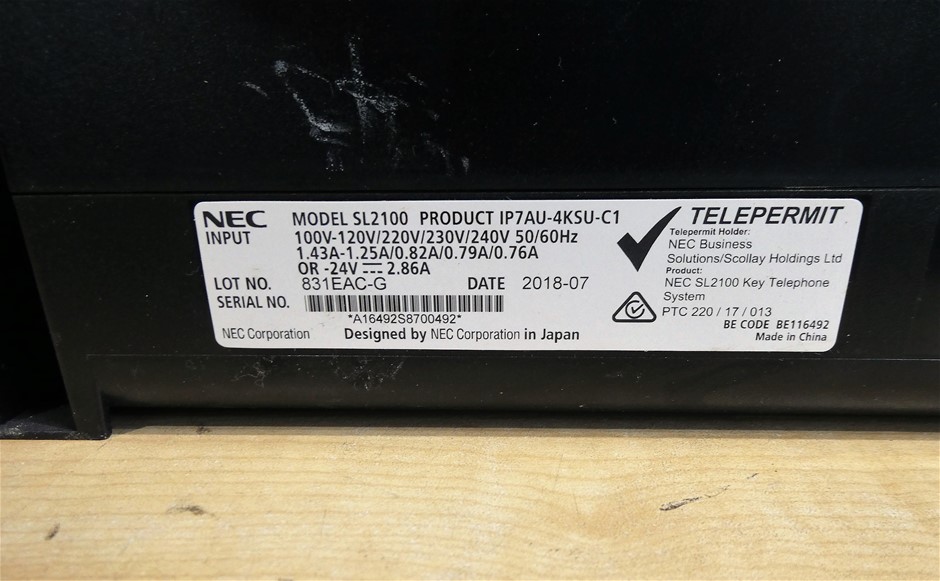 NEC MODEL SL2100 PRODUCT IP7AU-4KSU-C1
INPUT 100V-120V/220V/230V/240V 50/60Hz
1.43A-1.25A/0.82A/0.79A/0.76A
OR -24V ⎓ 2.86A
LOT NO. 831EAC-G DATE 2018-07
SERIAL NO.
*A16492S8700492*
NEC Corporation Designed by NEC Corporation in Japan
TELEPERMIT
Telepermit Holder:
NEC Business
Solutions/Scollay Holdings Ltd
Product:
NEC SL2100 Key Telephone
System
PTC 220 / 17 / 013
BE CODE BE116492
Made in China